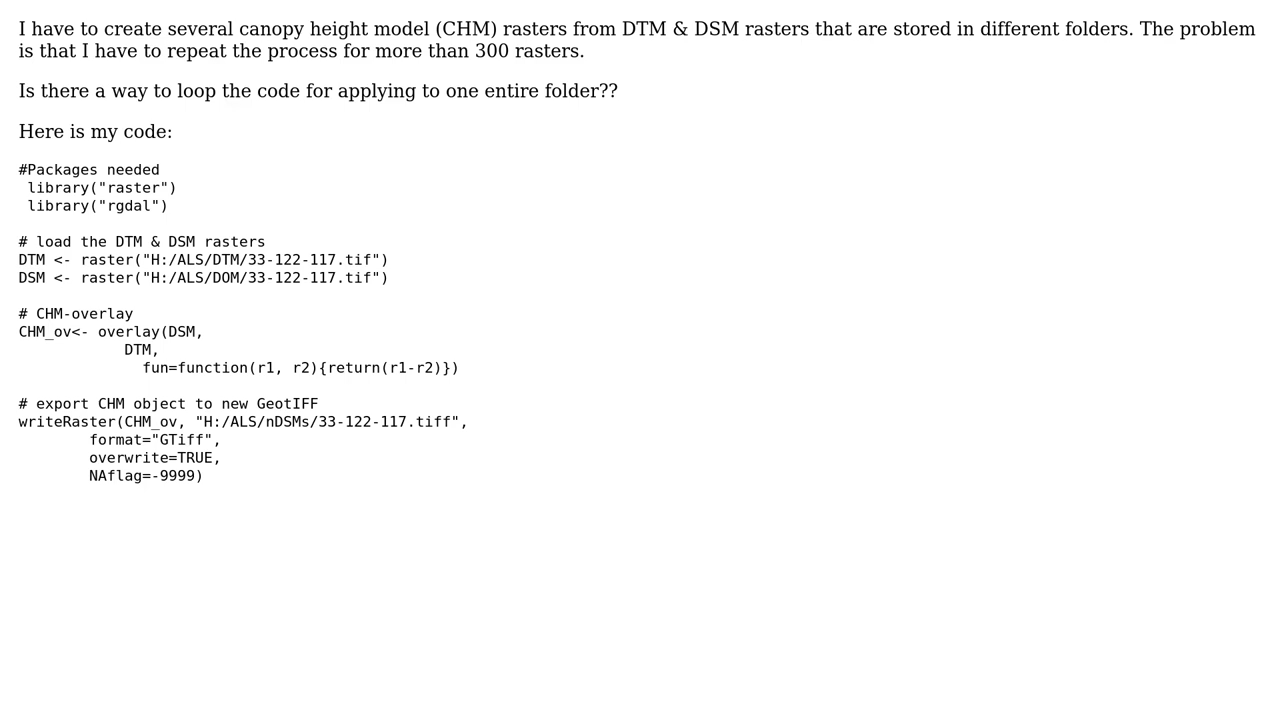 I have to create several canopy height model (CHM) rasters from DTM & DSM rasters that are stored in different folders. The problem
is that I have to repeat the process for more than 300 rasters.
Is there a way to loop the code for applying to one entire folder??
Here is my code:
#Packages needed
 library("raster")
 library("rgdal")
# load the DTM & DSM rasters
DTM <- raster("H:/ALS/DTM/33-122-117.tif")
DSM <- raster("H:/ALS/DOM/33-122-117.tif")
# CHM-overlay
CHM_ov<- overlay(DSM,
            DTM,
              fun=function(r1, r2){return(r1-r2)})
# export CHM object to new GeotIFF
writeRaster(CHM_ov, "H:/ALS/nDSMs/33-122-117.tiff",
        format="GTiff",
        overwrite=TRUE,
        NAflag=-9999)